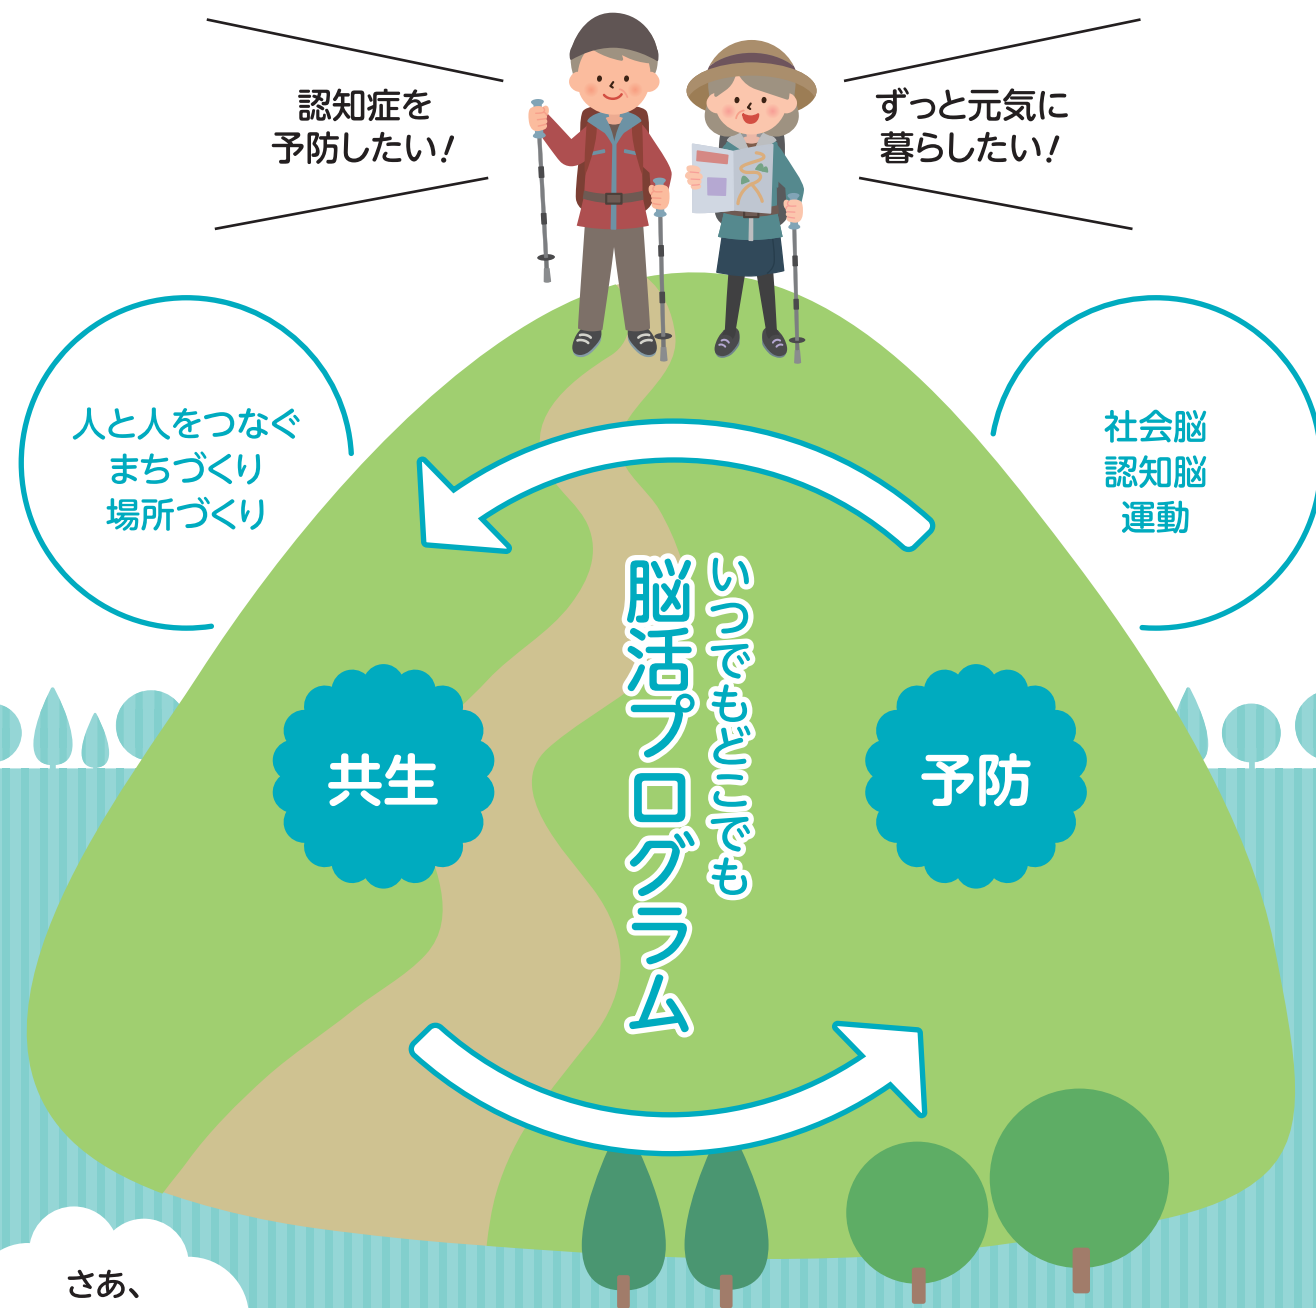 認知症を
予防したい！
ずっと元気に
暮らしたい！
人と人をつなぐ
まちづくり
場所づくり
社会脳
認知脳
運動
いつでもどこでも
脳活プログラム
共生
予防
さあ、